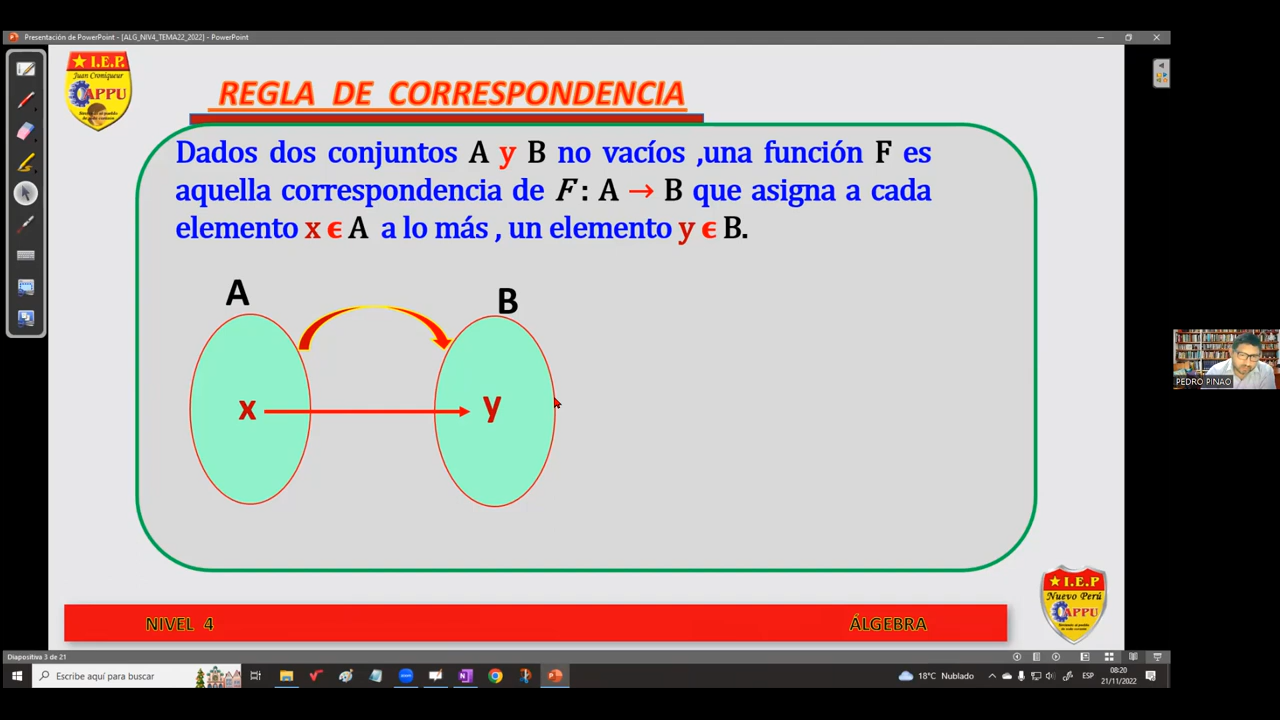 Presentación de PowerPoint - [ALG_NIV4_TEMA22_2022] - PowerPoint
I.E.P.
Juan Croniqueur
CAPPU
REGLA DE CORRESPONDENCIA
Dados dos conjuntos A y B no vacíos ,una función F es
aquella correspondencia de F : A → B que asigna a cada
elemento x ϵ A a lo más , un elemento y ϵ B.
A
B
x
y
PEDRO PINAO
I.E.P
Nuevo Perú
CAPPU
NIVEL 4
ÁLGEBRA
Diapositiva 3 de 21
Escribe aquí para buscar
18°C Nublado
ESP
08:20
21/11/2022